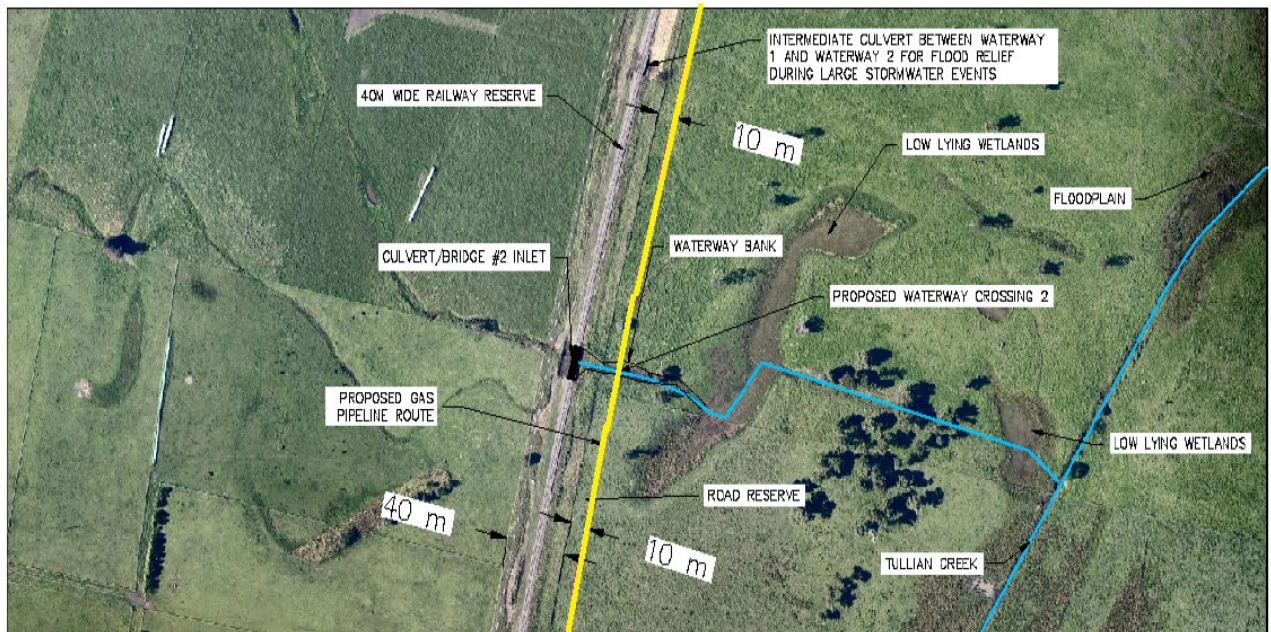 INTERMEDIATE CULVERT BETWEEN WATERWAY
1 AND WATERWAY 2 FOR FLOOD RELIEF
DURING LARGE STORMWATER EVENTS
40M WIDE RAILWAY RESERVE
10 m
LOW LYING WETLANDS
FLOODPLAIN
CULVERT/BRIDGE #2 INLET
WATERWAY BANK
PROPOSED WATERWAY CROSSING 2
PROPOSED GAS
PIPELINE ROUTE
LOW LYING WETLANDS
ROAD RESERVE
40 m
10 m
TULLIAN CREEK